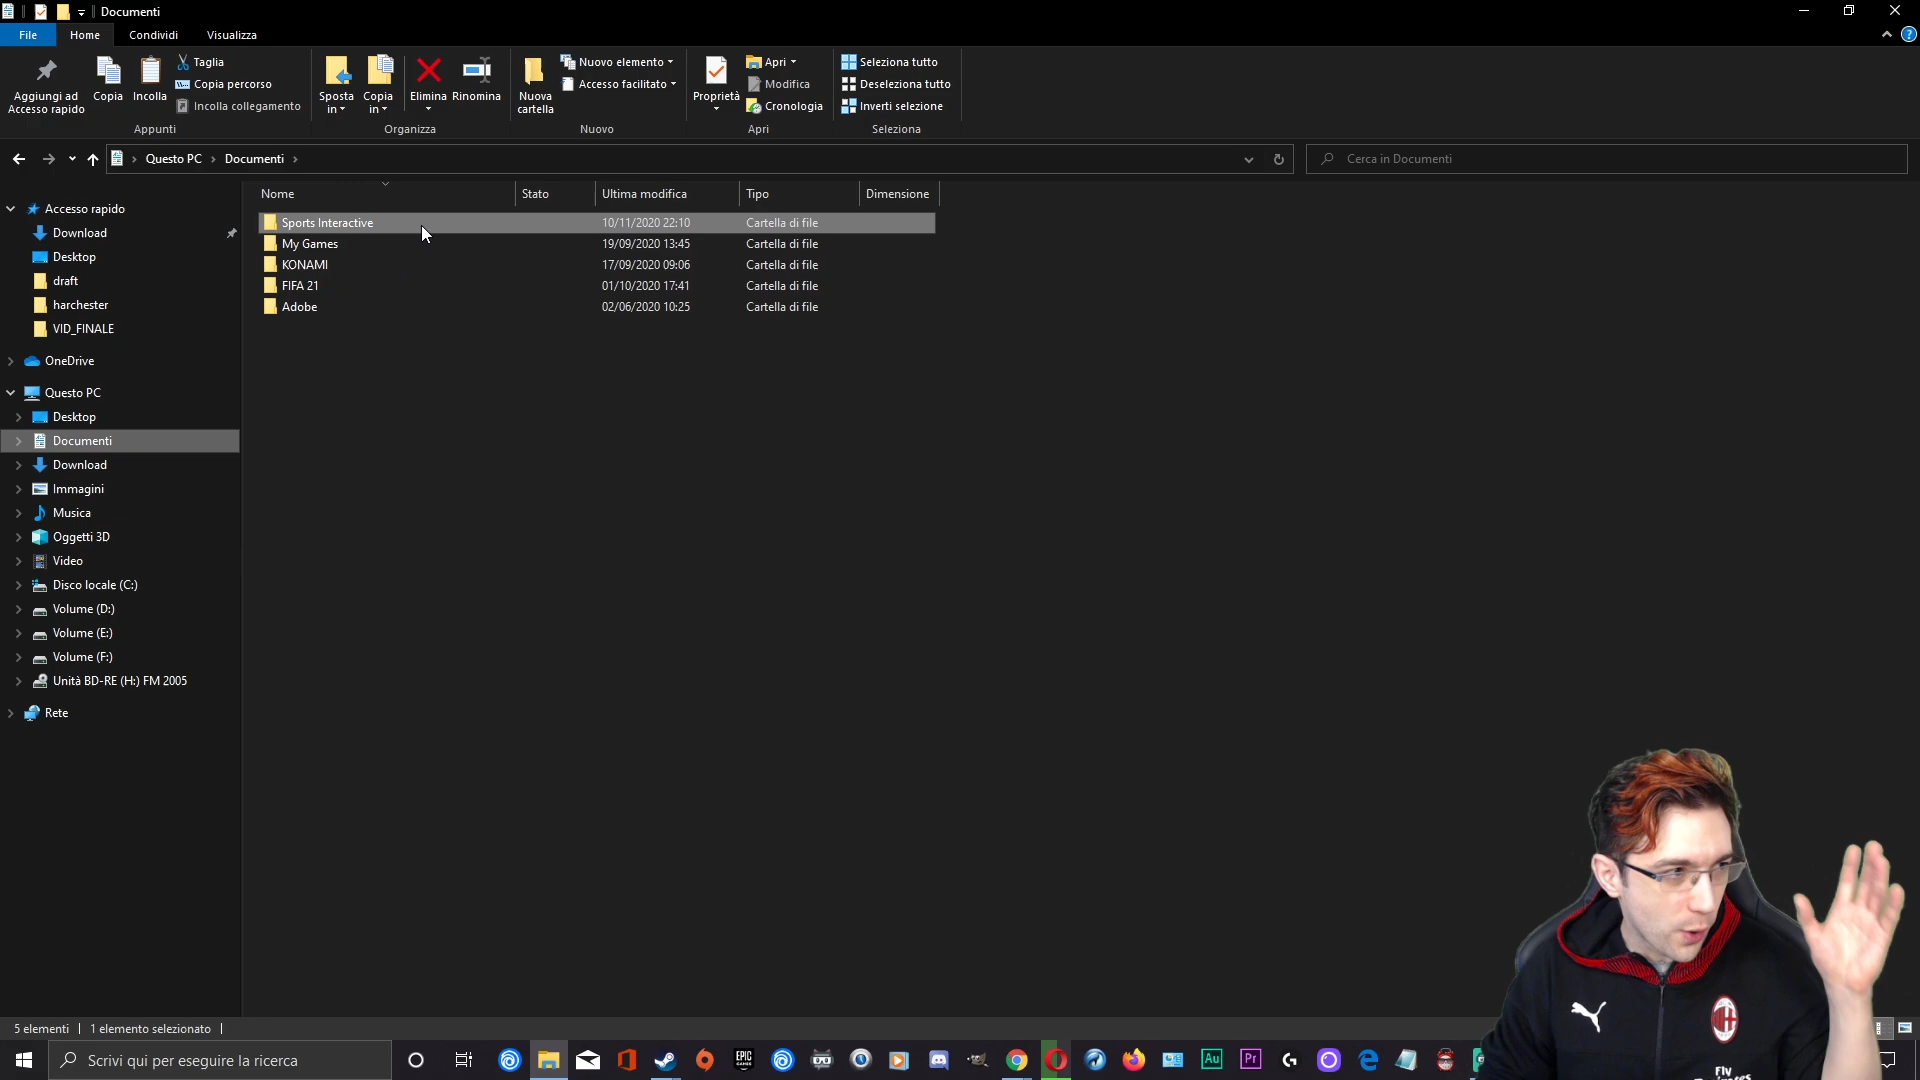 Documenti
File Home Condividi Visualizza
Aggiungi ad Accesso rapido
Copia
Incolla
Taglia
Copia percorso
Incolla collegamento
Appunti
Sposta in
Copia in
Elimina
Rinomina
Organizza
Nuova cartella
Nuovo elemento
Accesso facilitato
Nuovo
Proprietà
Apri
Modifica
Cronologia
Apri
Seleziona tutto
Deseleziona tutto
Inverti selezione
Seleziona
Questo PC Documenti
Cerca in Documenti
Nome Stato Ultima modifica Tipo Dimensione
Sports Interactive 10/11/2020 22:10 Cartella di file
My Games 19/09/2020 13:45 Cartella di file
KONAMI 17/09/2020 09:06 Cartella di file
FIFA 21 01/10/2020 17:41 Cartella di file
Adobe 02/06/2020 10:25 Cartella di file
Accesso rapido
Download
Desktop
draft
harchester
VID_FINALE
OneDrive
Questo PC
Desktop
Documenti
Download
Immagini
Musica
Oggetti 3D
Video
Disco locale (C:)
Volume (D:)
Volume (E:)
Volume (F:)
Unità BD-RE (H:) FM 2005
Rete
5 elementi 1 elemento selezionato
Scrivi qui per eseguire la ricerca
EPIC GAMES
Au
Pr
Fly